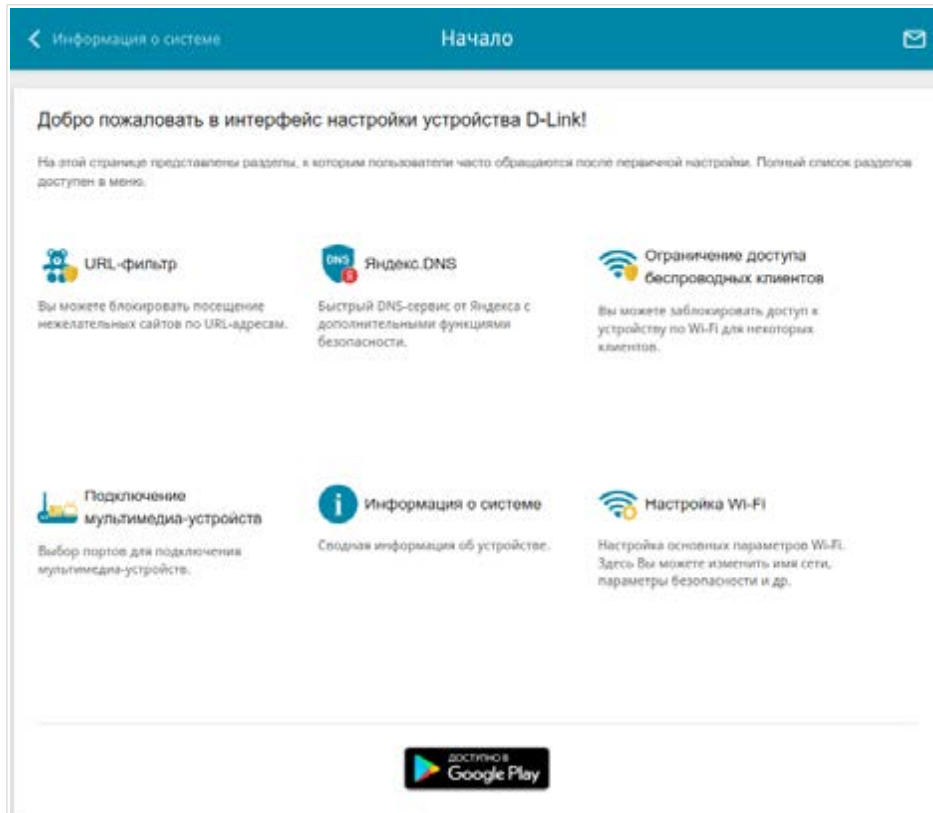 Информация о системе
Начало
Добро пожаловать в интерфейс настройки устройства D-Link!
На этой странице представлены разделы, к которым пользователи часто обращаются после первичной настройки. Полный список разделов
доступен в меню.
URL-фильтр
Вы можете блокировать посещение
нежелательных сайтов по URL-адресам.
DNS
Яндекс.DNS
Быстрый DNS-сервис от Яндекса с
дополнительными функциями
безопасности.
Ограничение доступа
беспроводных клиентов
Вы можете заблокировать доступ к
устройству по Wi-Fi для некоторых
клиентов.
Подключение
мультимедиа-устройств
Выбор портов для подключения
мультимедиа-устройств.
Информация о системе
Сводная информация об устройстве.
Настройка Wi-Fi
Настройка основных параметров Wi-Fi.
Здесь Вы можете изменить имя сети,
параметры безопасности и др.
ДОСТУПНО В
Google Play